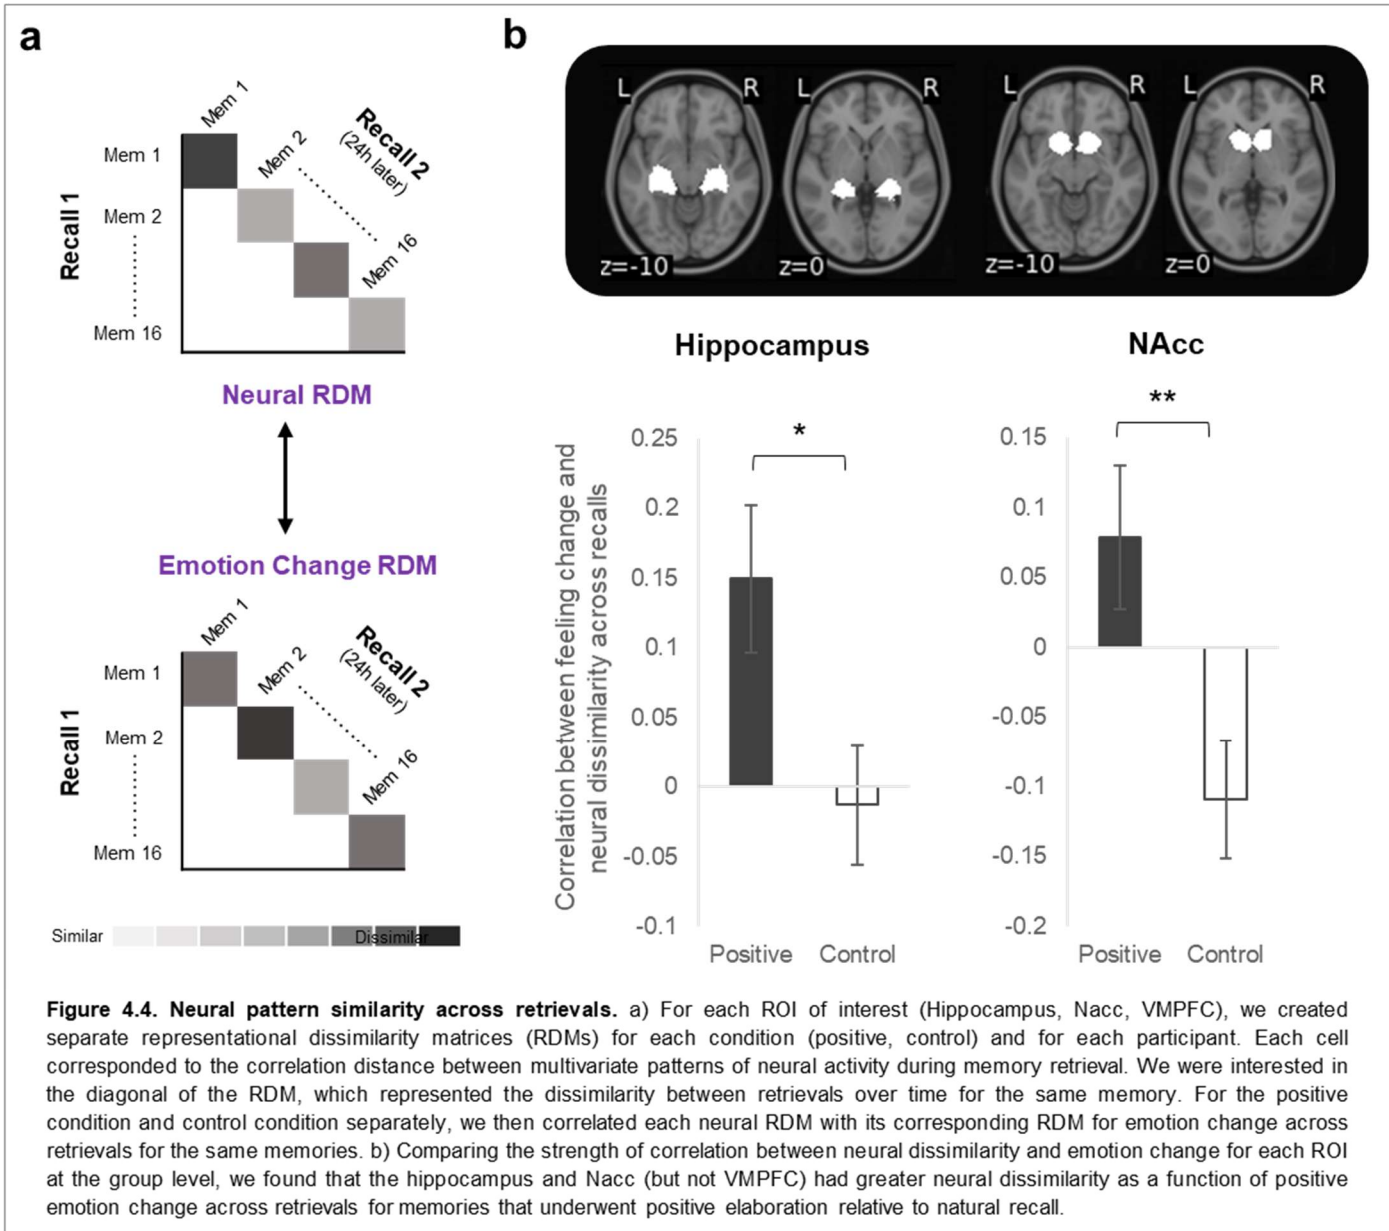 a
Mem 1
Mem 2
Recall 2
(24h later)
Mem 1
Mem 2
Mem 16
Mem 16
Recall 1
Neural RDM
Emotion Change RDM
Mem 1
Mem 2
Recall 2
(24h later)
Mem 1
Mem 2
Mem 16
Mem 16
Recall 1
Similar
Dissimilar
b
L
R
L
R
L
R
L
R
z=-10
z=0
z=-10
z=0
Hippocampus
*
Correlation between feeling change and
neural dissimilarity across recalls
0.25
0.2
0.15
0.1
0.05
0
-0.05
-0.1
Positive
Control
NAcc
**
0.15
0.1
0.05
0
-0.05
-0.1
-0.15
-0.2
Positive
Control
Figure 4.4. Neural pattern similarity across retrievals. a) For each ROI of interest (Hippocampus, Nacc, VMPFC), we created
separate representational dissimilarity matrices (RDMs) for each condition (positive, control) and for each participant. Each cell
corresponded to the correlation distance between multivariate patterns of neural activity during memory retrieval. We were interested in
the diagonal of the RDM, which represented the dissimilarity between retrievals over time for the same memory. For the positive
condition and control condition separately, we then correlated each neural RDM with its corresponding RDM for emotion change across
retrievals for the same memories. b) Comparing the strength of correlation between neural dissimilarity and emotion change for each ROI
at the group level, we found that the hippocampus and Nacc (but not VMPFC) had greater neural dissimilarity as a function of positive
emotion change across retrievals for memories that underwent positive elaboration relative to natural recall.